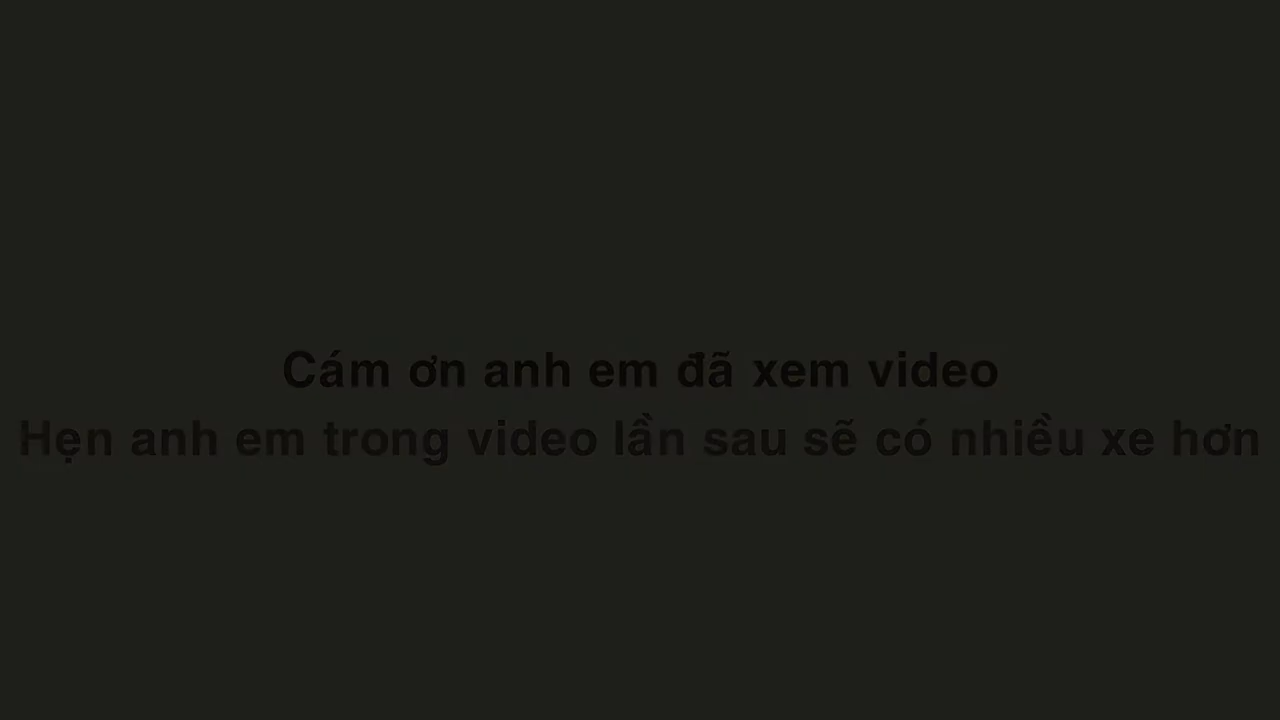 Cám ơn anh em đã xem video
Hẹn anh em trong video lần sau sẽ có nhiều xe hơn